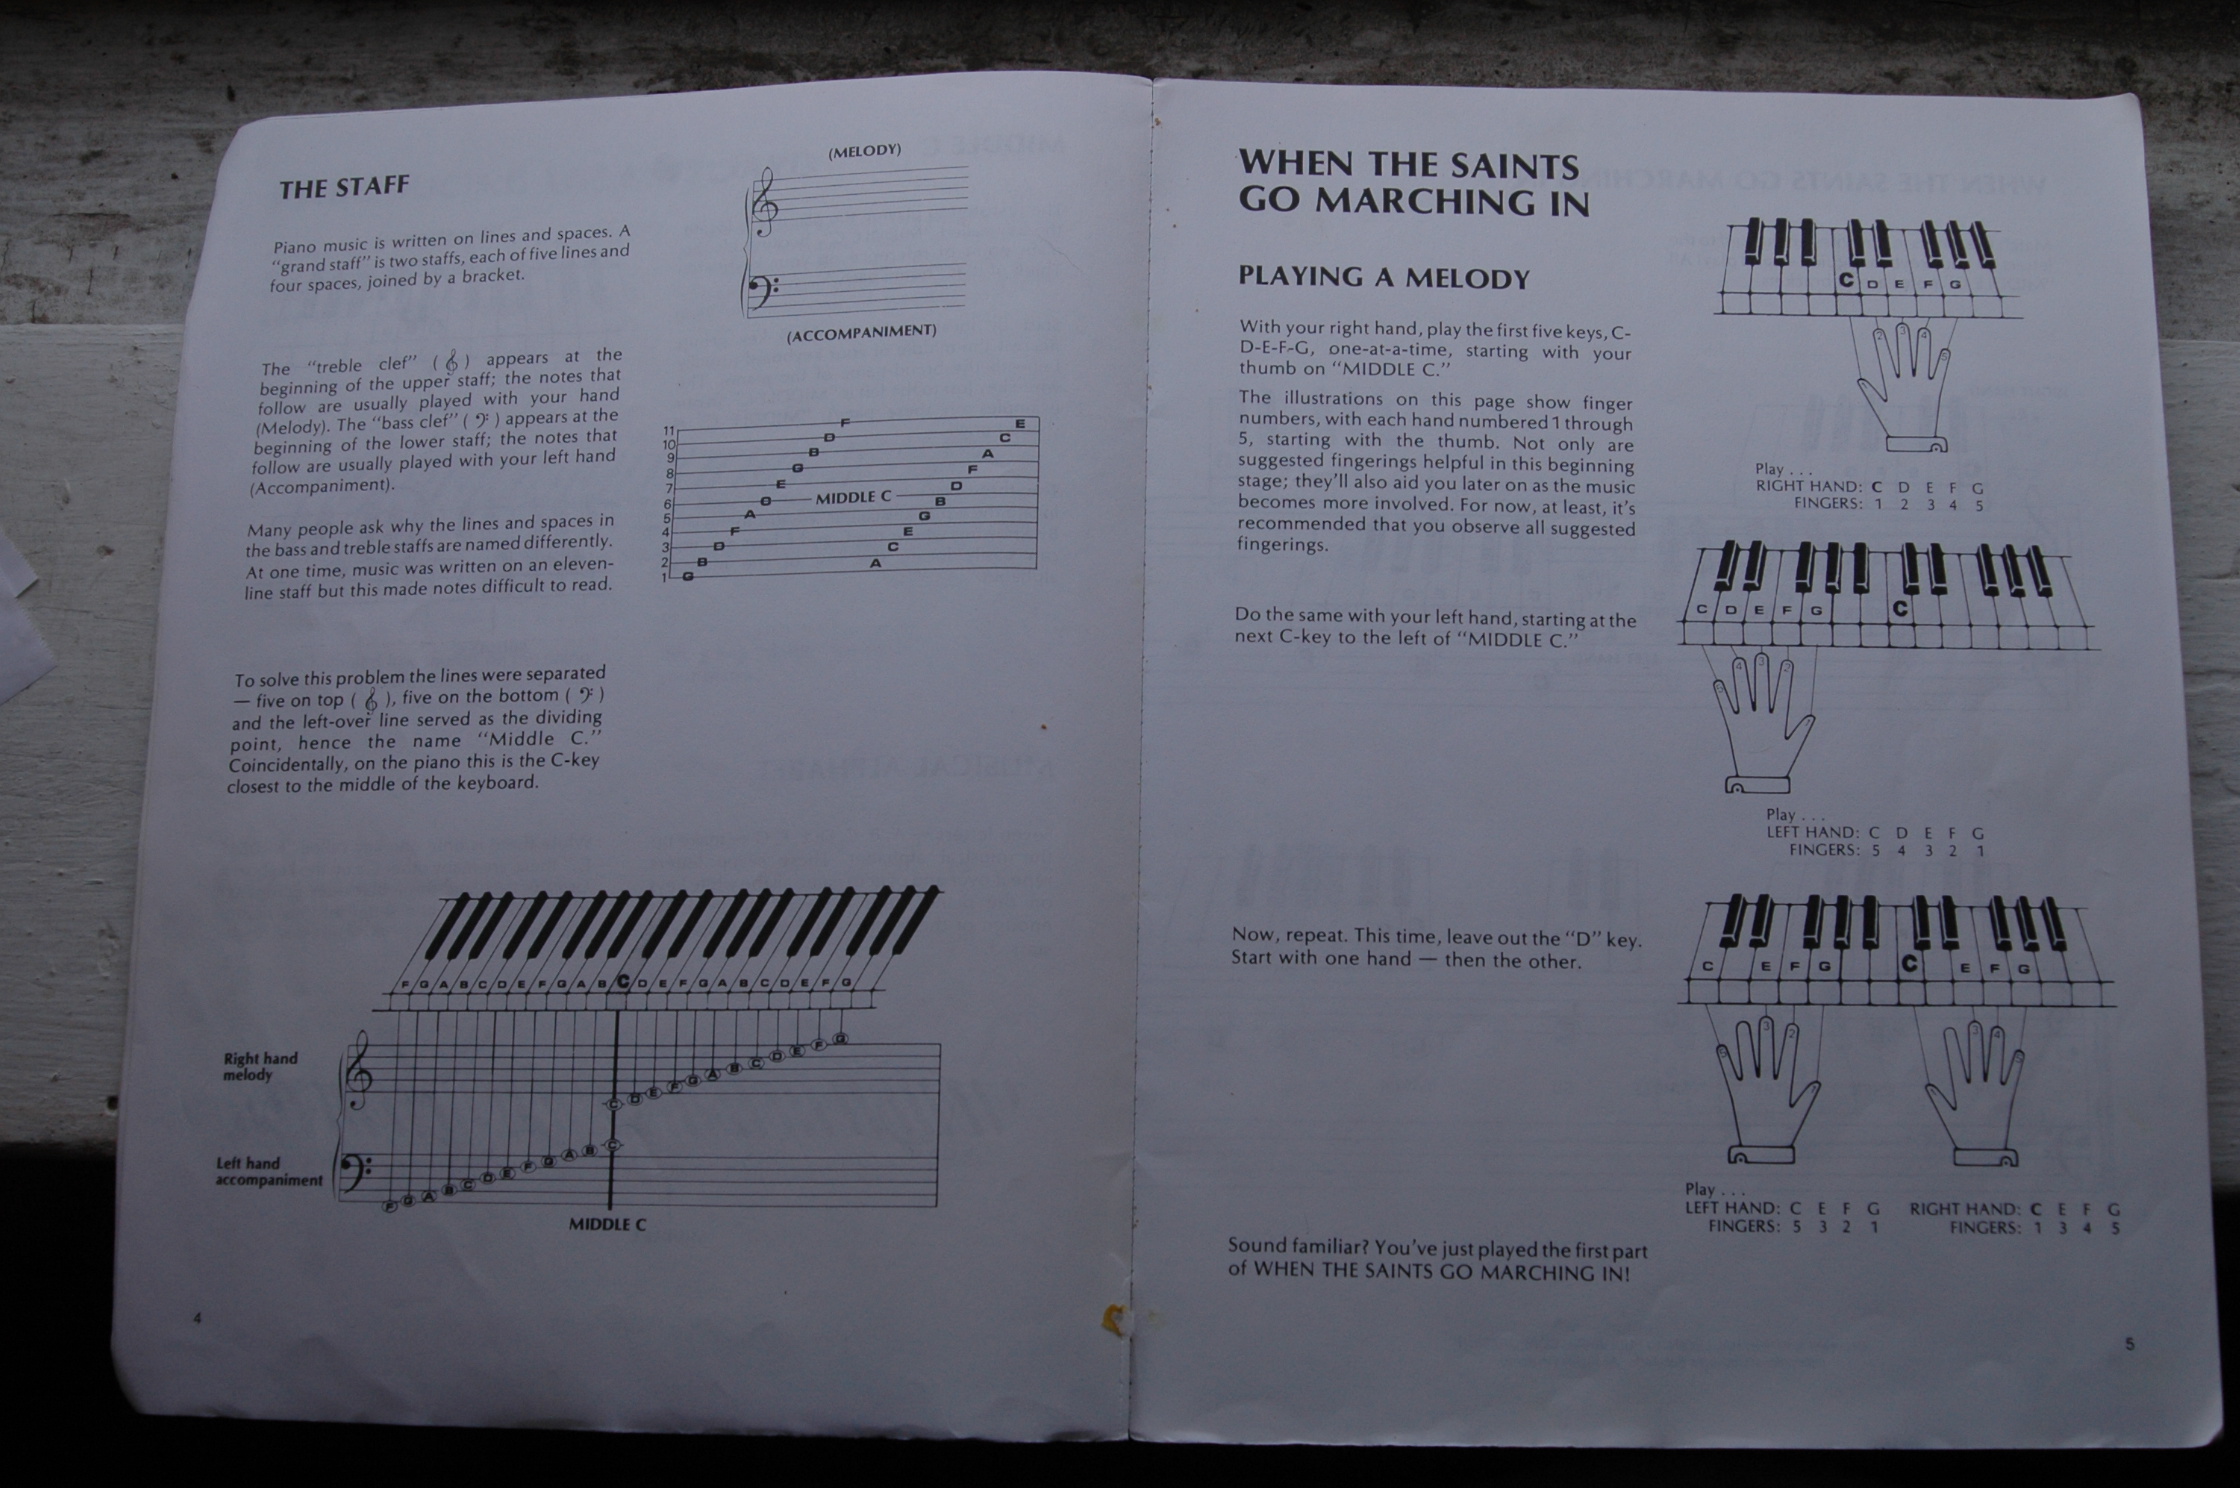 THE STAFF
Piano music is written on lines and spaces. A
“grand staff” is two staffs, each of five lines and
four spaces, joined by a bracket.
(MELODY)
(ACCOMPANIMENT)
The “treble clef” ( 𝄞 ) appears at the
beginning of the upper staff; the notes that
follow are usually played with your hand
(Melody). The “bass clef” ( 𝄢 ) appears at the
beginning of the lower staff; the notes that
follow are usually played with your left hand
(Accompaniment).
Many people ask why the lines and spaces in
the bass and treble staffs are named differently.
At one time, music was written on an eleven-
line staff but this made notes difficult to read.
11 F E
10 D C
9 B A
8 G F
7 E D
6 MIDDLE C B
5 A G
4 F E
3 D C
2 B A
1 G
To solve this problem the lines were separated
— five on top ( 𝄞 ), five on the bottom ( 𝄢 )
and the left-over line served as the dividing
point, hence the name “Middle C.”
Coincidentally, on the piano this is the C-key
closest to the middle of the keyboard.
F G A B C D E F G A B C D E F G A B C D E F G
Right hand
melody
C D E F G A B C D E F G
Left hand
accompaniment
F G A B C D E F G A B C
MIDDLE C
4
WHEN THE SAINTS
GO MARCHING IN
PLAYING A MELODY
With your right hand, play the first five keys, C-
D-E-F-G, one-at-a-time, starting with your
thumb on “MIDDLE C.”
The illustrations on this page show finger
numbers, with each hand numbered 1 through
5, starting with the thumb. Not only are
suggested fingerings helpful in this beginning
stage; they’ll also aid you later on as the music
becomes more involved. For now, at least, it’s
recommended that you observe all suggested
fingerings.
C D E F G
2 3 4 5
Play . . .
RIGHT HAND: C D E F G
FINGERS: 1 2 3 4 5
Do the same with your left hand, starting at the
next C-key to the left of “MIDDLE C.”
C D E F G C
5 4 3 2 1
Play . . .
LEFT HAND: C D E F G
FINGERS: 5 4 3 2 1
Now, repeat. This time, leave out the “D” key.
Start with one hand — then the other.
C E F G C E F G
3 2 3 4 5
Play . . .
LEFT HAND: C E F G RIGHT HAND: C E F G
FINGERS: 5 3 2 1 FINGERS: 1 3 4 5
Sound familiar? You’ve just played the first part
of WHEN THE SAINTS GO MARCHING IN!
5